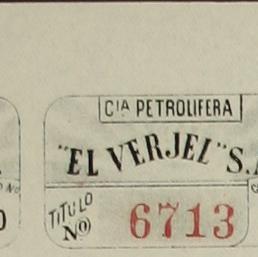 CIA PETROLIFERA
"EL VERJEL" S.
TITULO
Nº 6713